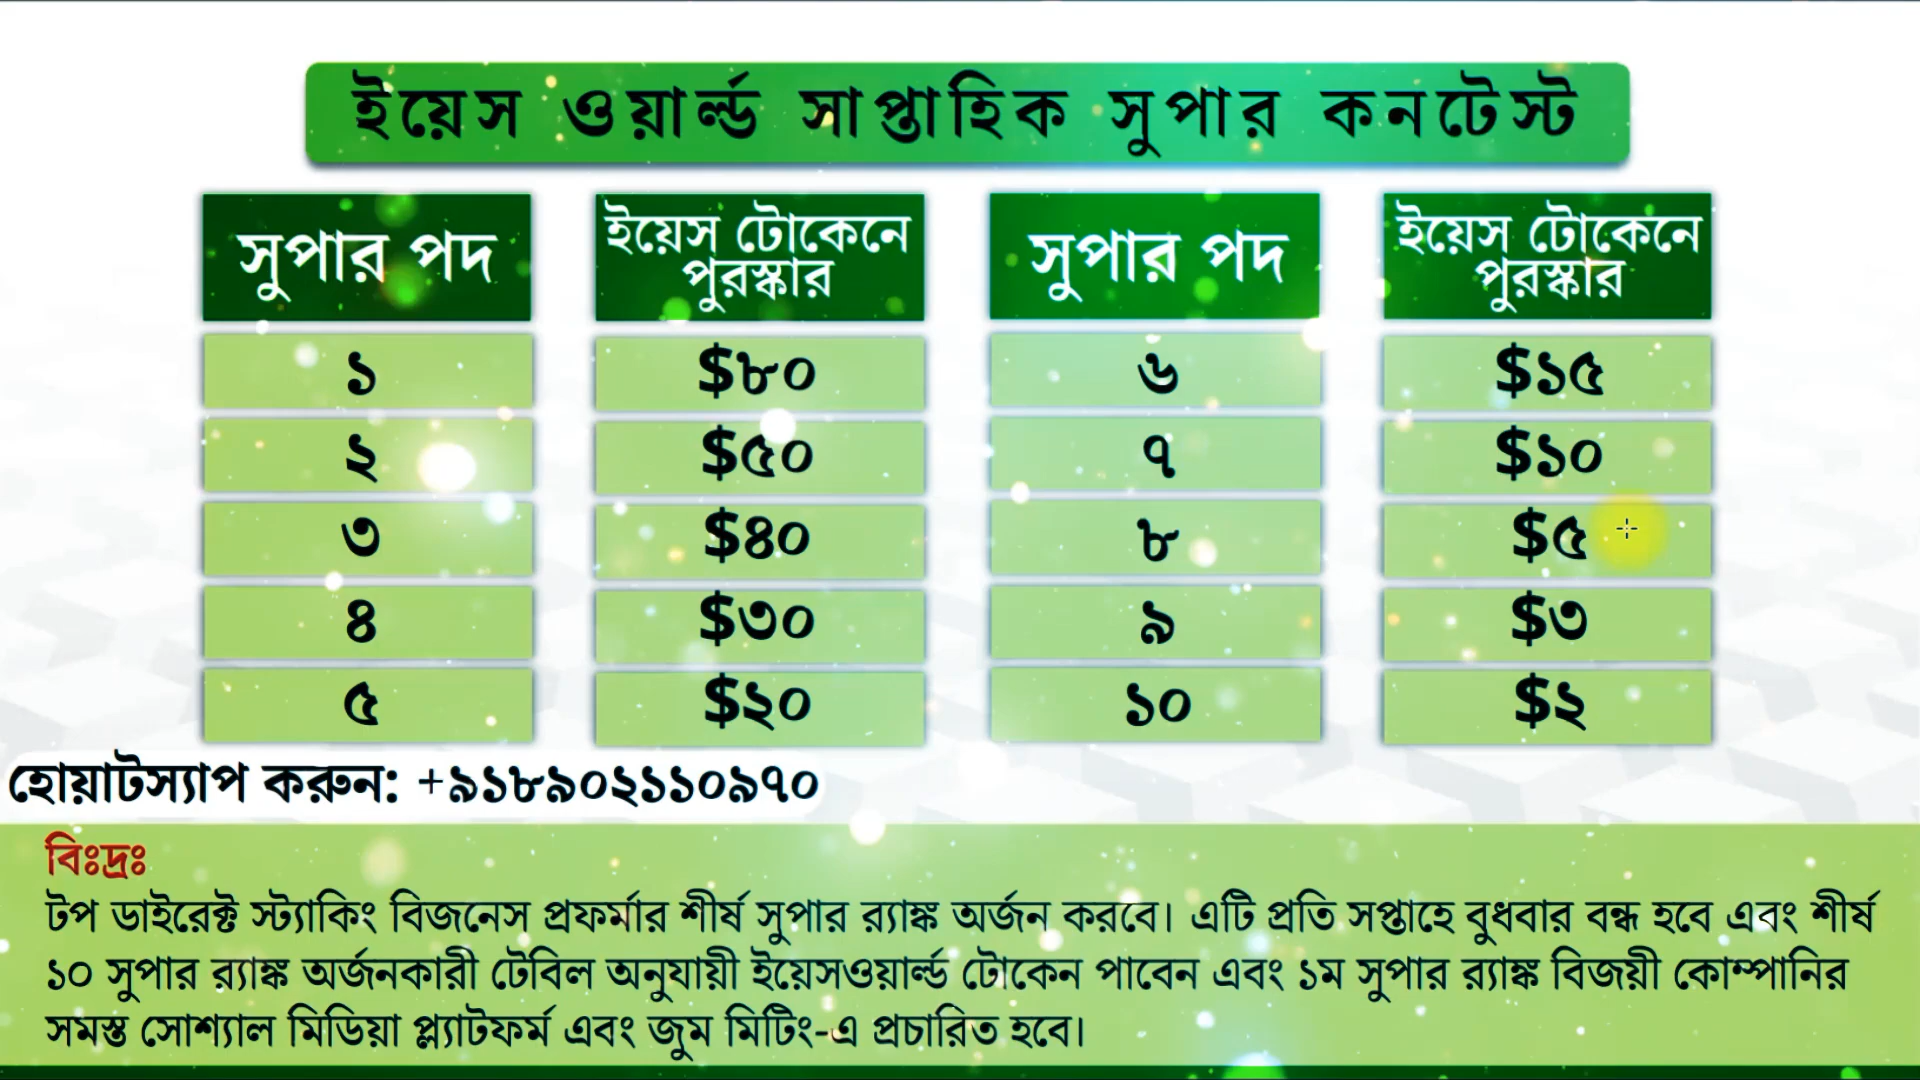 ইয়েস ওয়ার্ল্ড সাপ্তাহিক সুপার কনটেস্ট
সুপার পদ ইয়েস টোকেনে পুরস্কার সুপার পদ ইয়েস টোকেনে পুরস্কার
১ $৮০ ৬ $১৫
২ $৫০ ৭ $১০
৩ $৪০ ৮ $৫
৪ $৩০ ৯ $৩
৫ $২০ ১০ $২
হোয়াটস্যাপ করুন: +৯১৮৯০২১১০৯৭০
বিঃদ্রঃ
টপ ডাইরেক্ট স্ট্যাকিং বিজনেস প্রফর্মার শীর্ষ সুপার র‍্যাঙ্ক অর্জন করবে। এটি প্রতি সপ্তাহে বুধবার বন্ধ হবে এবং শীর্ষ
১০ সুপার র‍্যাঙ্ক অর্জনকারী টেবিল অনুযায়ী ইয়েসওয়ার্ল্ড টোকেন পাবেন এবং ১ম সুপার র‍্যাঙ্ক বিজয়ী কোম্পানির
সমস্ত সোশ্যাল মিডিয়া প্ল্যাটফর্ম এবং জুম মিটিং-এ প্রচারিত হবে।